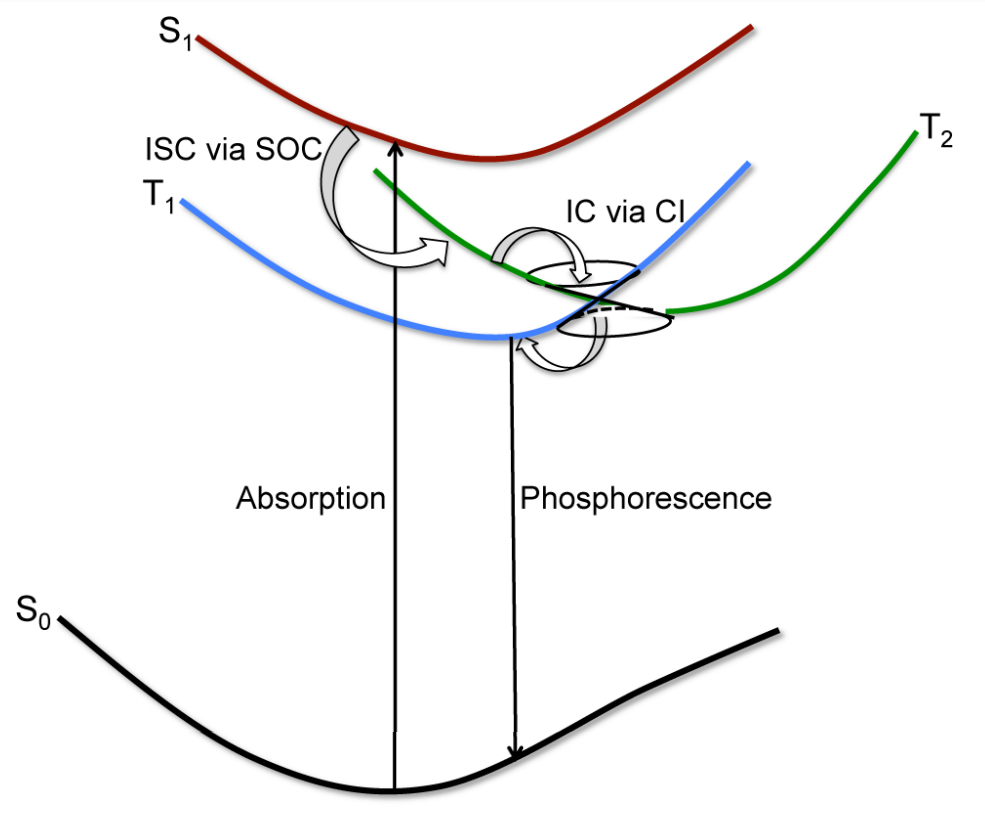 S1
T2
ISC via SOC
T1
IC via CI
Absorption
Phosphorescence
S0